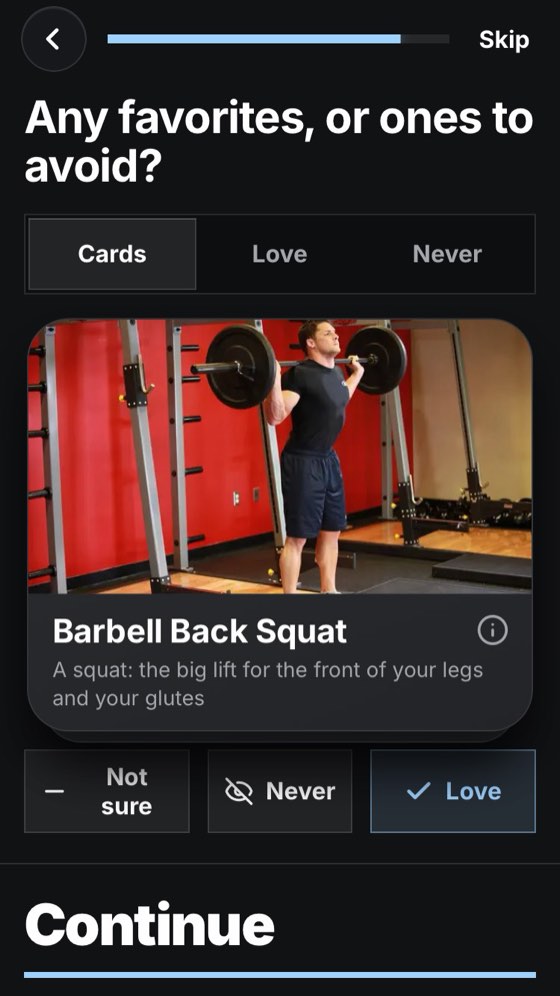 Skip
Any favorites, or ones to
avoid?
Cards
Love
Never
Barbell Back Squat
A squat: the big lift for the front of your legs
and your glutes
Not
sure
Never
Love
Continue